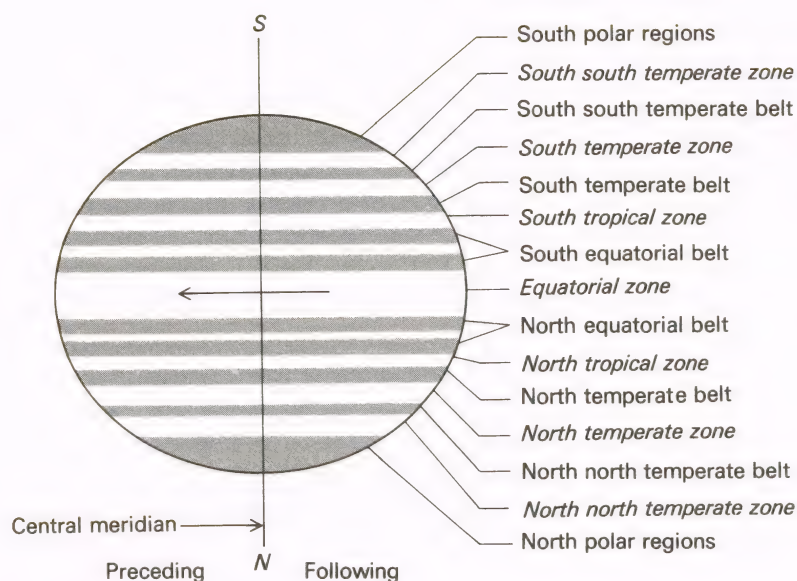 S
South polar regions
South south temperate zone
South south temperate belt
South temperate zone
South temperate belt
South tropical zone
South equatorial belt
Equatorial zone
North equatorial belt
North tropical zone
North temperate belt
North temperate zone
North north temperate belt
North north temperate zone
North polar regions
Central meridian
Preceding N Following